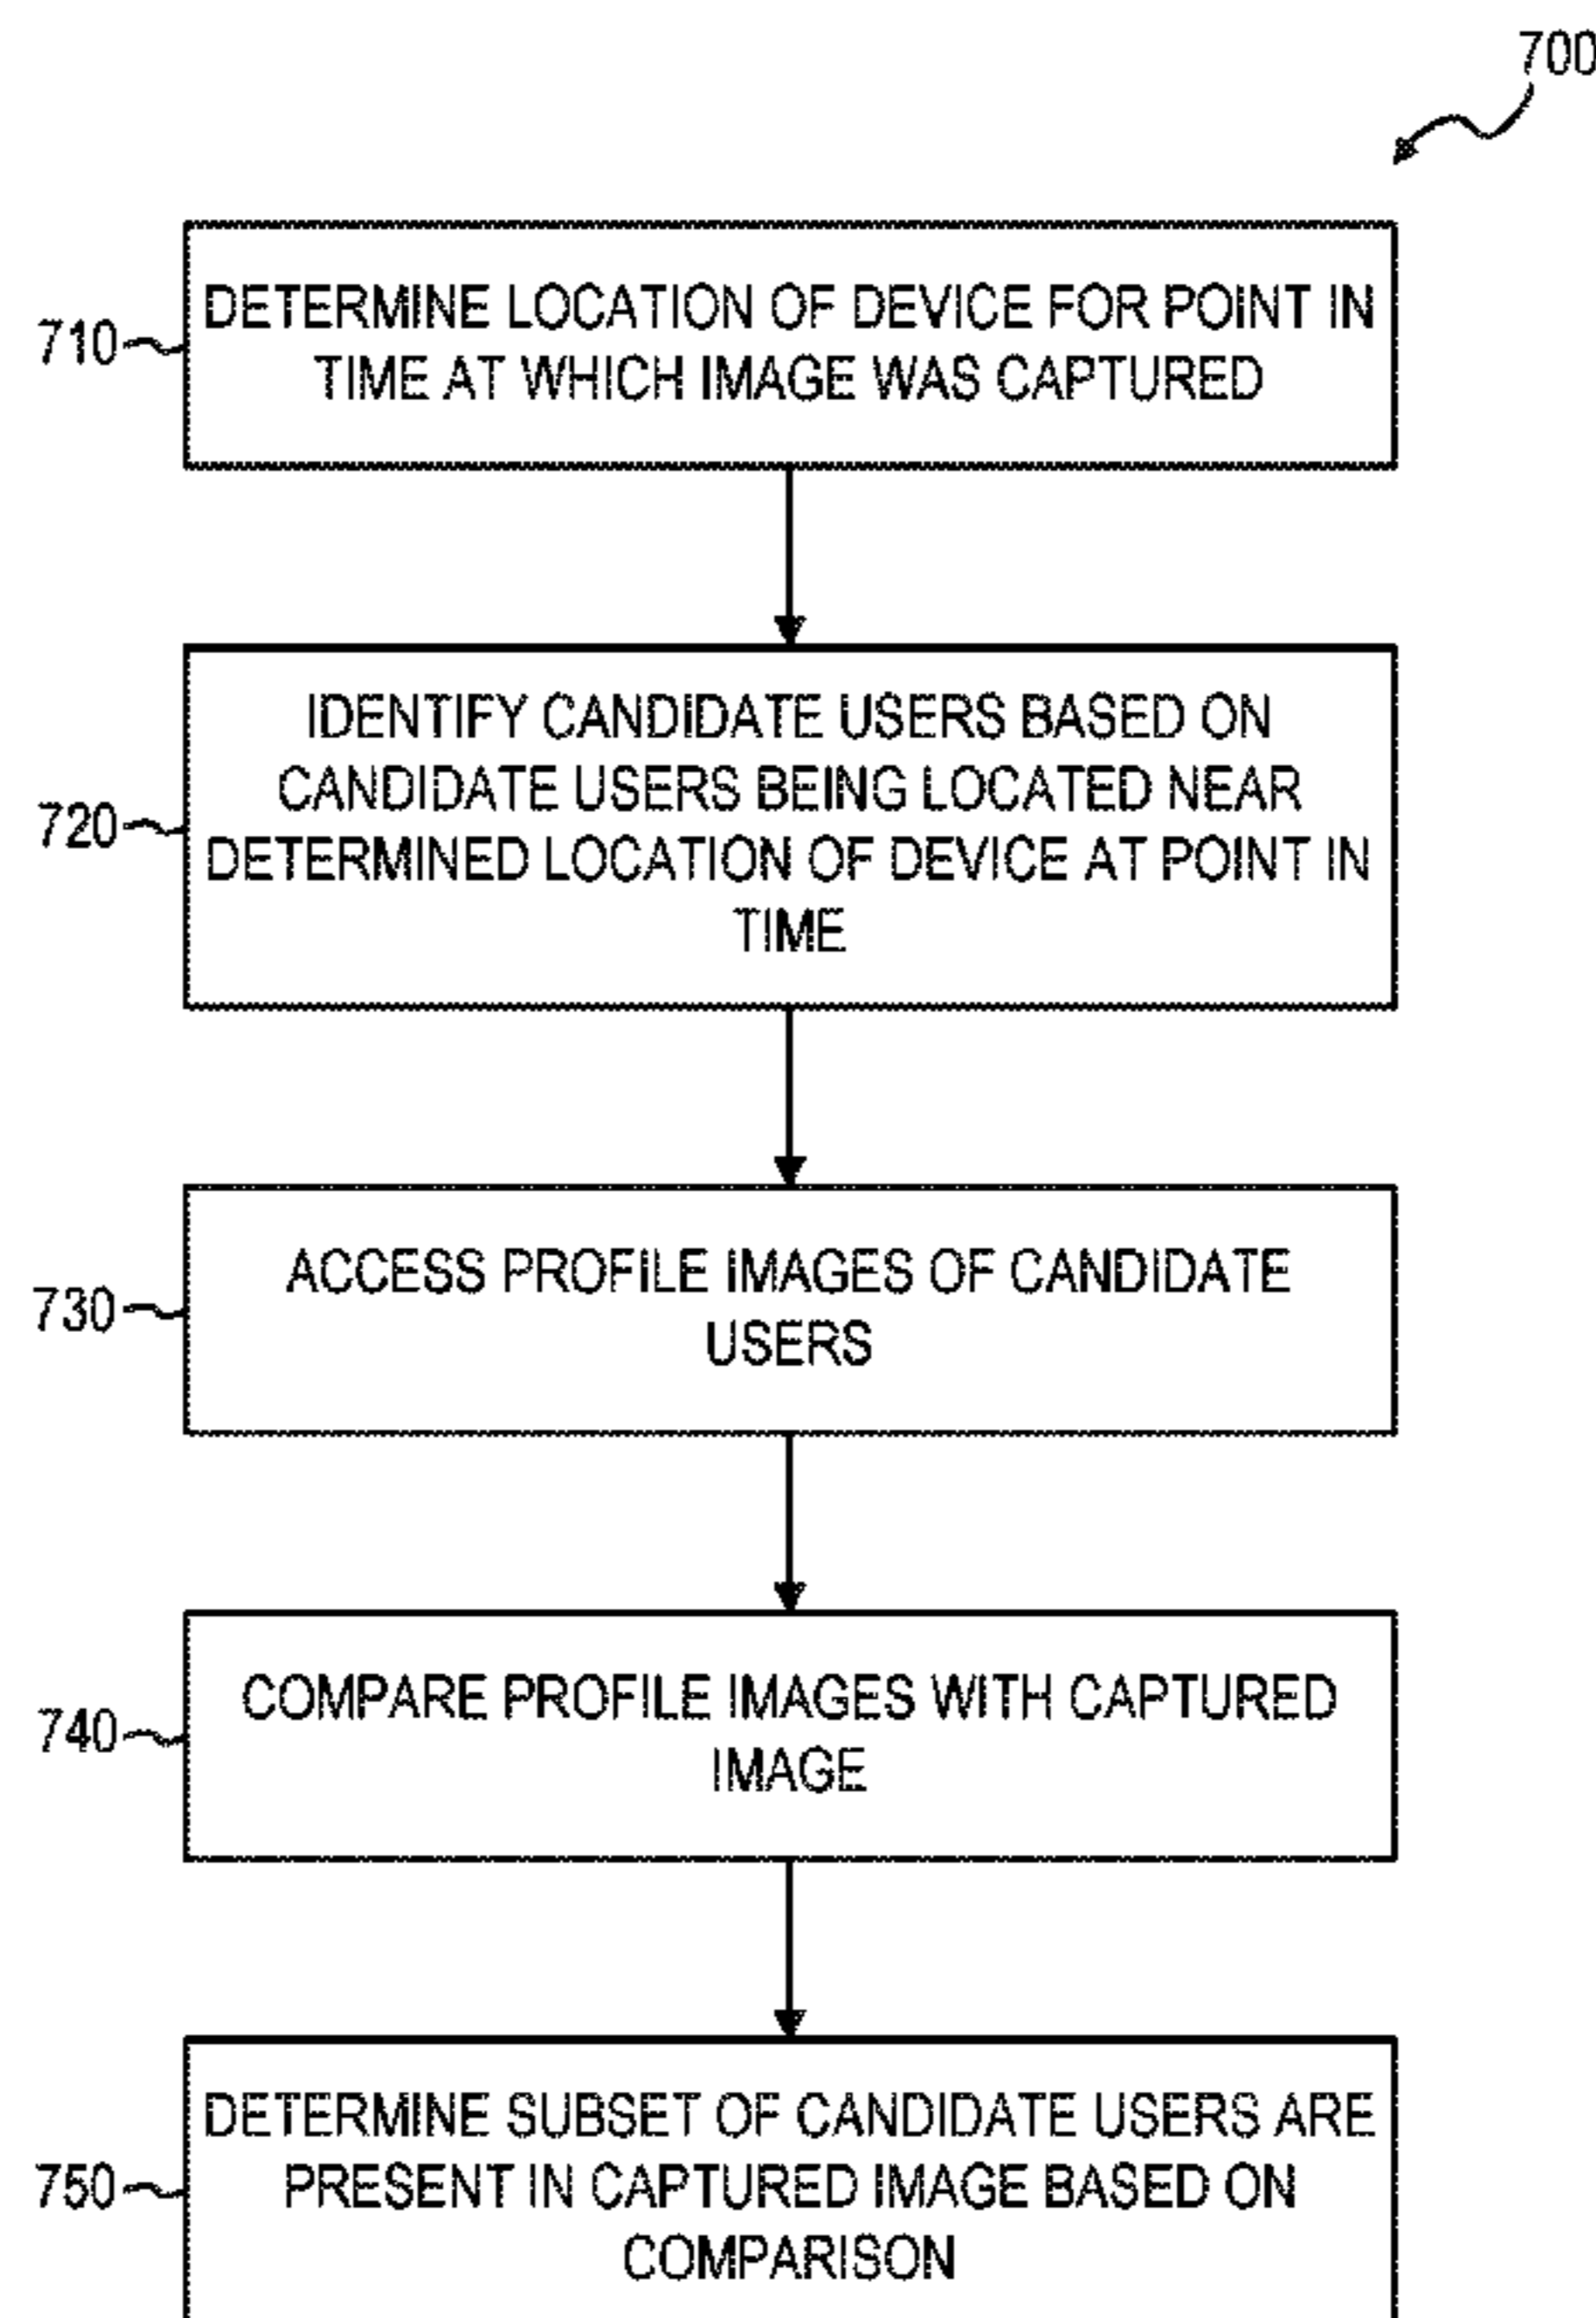 700
710
DETERMINE LOCATION OF DEVICE FOR POINT IN
TIME AT WHICH IMAGE WAS CAPTURED
720
IDENTIFY CANDIDATE USERS BASED ON
CANDIDATE USERS BEING LOCATED NEAR
DETERMINED LOCATION OF DEVICE AT POINT IN
TIME
730
ACCESS PROFILE IMAGES OF CANDIDATE
USERS
740
COMPARE PROFILE IMAGES WITH CAPTURED
IMAGE
750
DETERMINE SUBSET OF CANDIDATE USERS ARE
PRESENT IN CAPTURED IMAGE BASED ON
COMPARISON